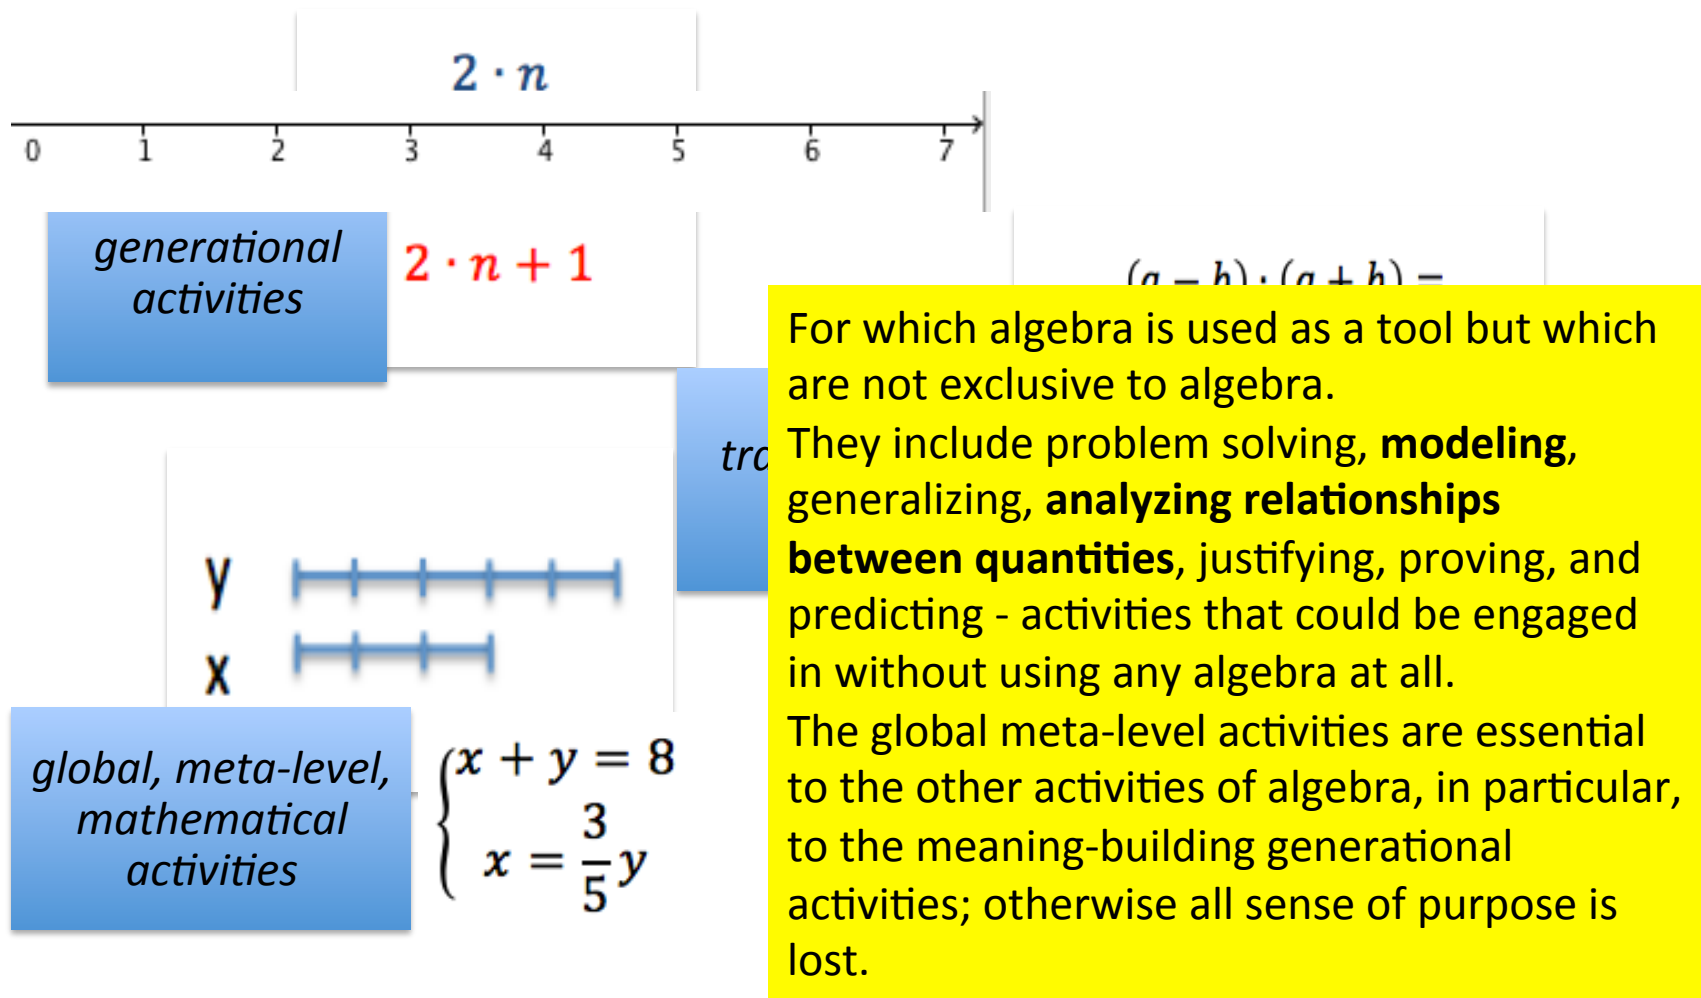 2 · n
0 1 2 3 4 5 6 7
generational
activities
2 · n + 1
(a − b) · (a + b) =
For which algebra is used as a tool but which
are not exclusive to algebra.
They include problem solving, modeling,
generalizing, analyzing relationships
between quantities, justifying, proving, and
predicting - activities that could be engaged
in without using any algebra at all.
The global meta-level activities are essential
to the other activities of algebra, in particular,
to the meaning-building generational
activities; otherwise all sense of purpose is
lost.
y
x
global, meta-level,
mathematical
activities
x + y = 8
x = 3/5 y